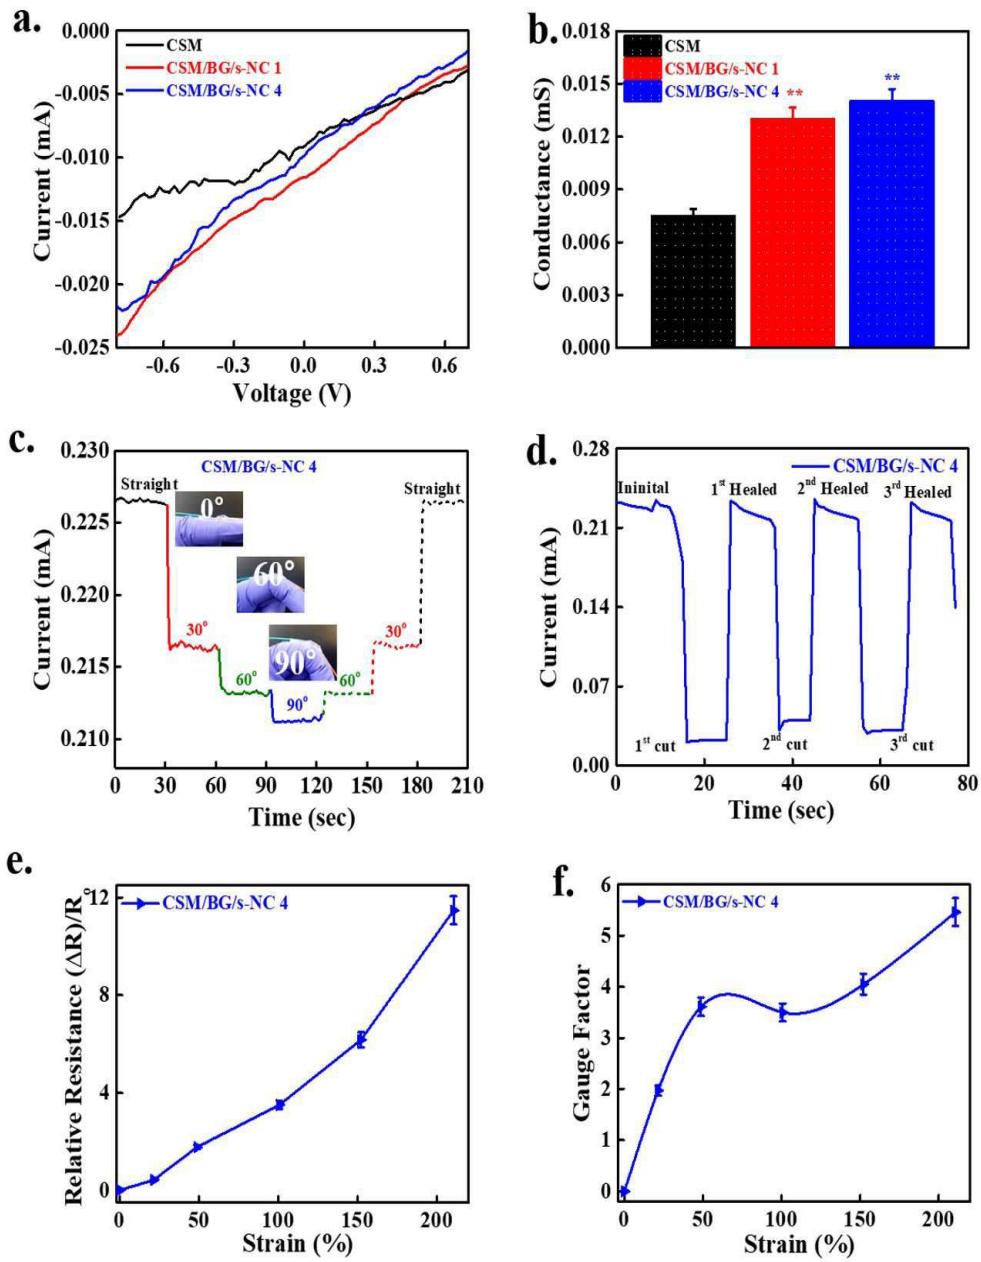 a.
0.000
-0.005
-0.010
-0.015
-0.020
-0.025
Current (mA)
CSM
CSM/BG/s-NC 1
CSM/BG/s-NC 4
-0.6
-0.3
0.0
0.3
0.6
Voltage (V)
b.
0.018
0.015
0.012
0.009
0.006
0.003
0.000
Conductance (mS)
CSM
CSM/BG/s-NC 1
CSM/BG/s-NC 4
**
**
c.
0.230
0.225
0.220
0.215
0.210
Current (mA)
CSM/BG/s-NC 4
Straight
Straight
0°
60°
90°
30°
60°
90°
60°
30°
0
30
60
90
120
150
180
210
Time (sec)
d.
0.28
0.21
0.14
0.07
0.00
Current (mA)
CSM/BG/s-NC 4
Ininital
1st Healed
2nd Healed
3rd Healed
1st cut
2nd cut
3rd cut
0
20
40
60
80
Time (sec)
e.
12
8
4
0
Relative Resistance (ΔR)/R°
CSM/BG/s-NC 4
0
50
100
150
200
Strain (%)
f.
6
5
4
3
2
1
0
Gauge Factor
CSM/BG/s-NC 4
0
50
100
150
200
Strain (%)